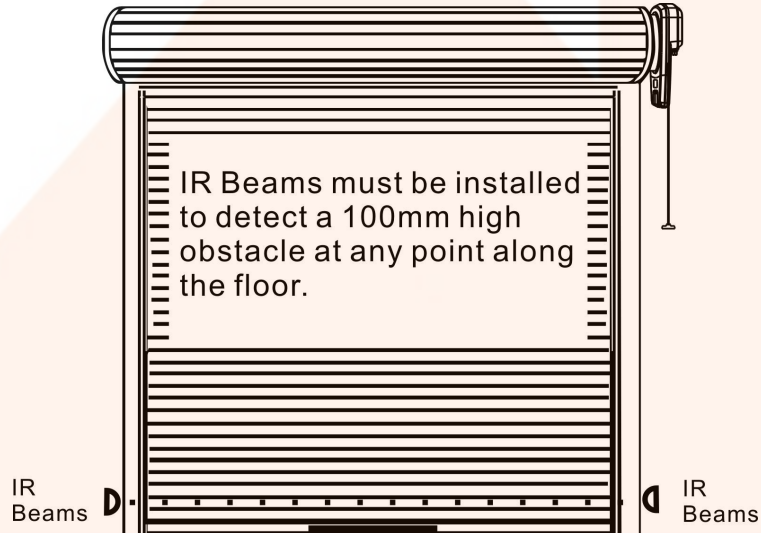 IR Beams must be installed
to detect a 100mm high
obstacle at any point along
the floor.
IR
Beams
IR
Beams